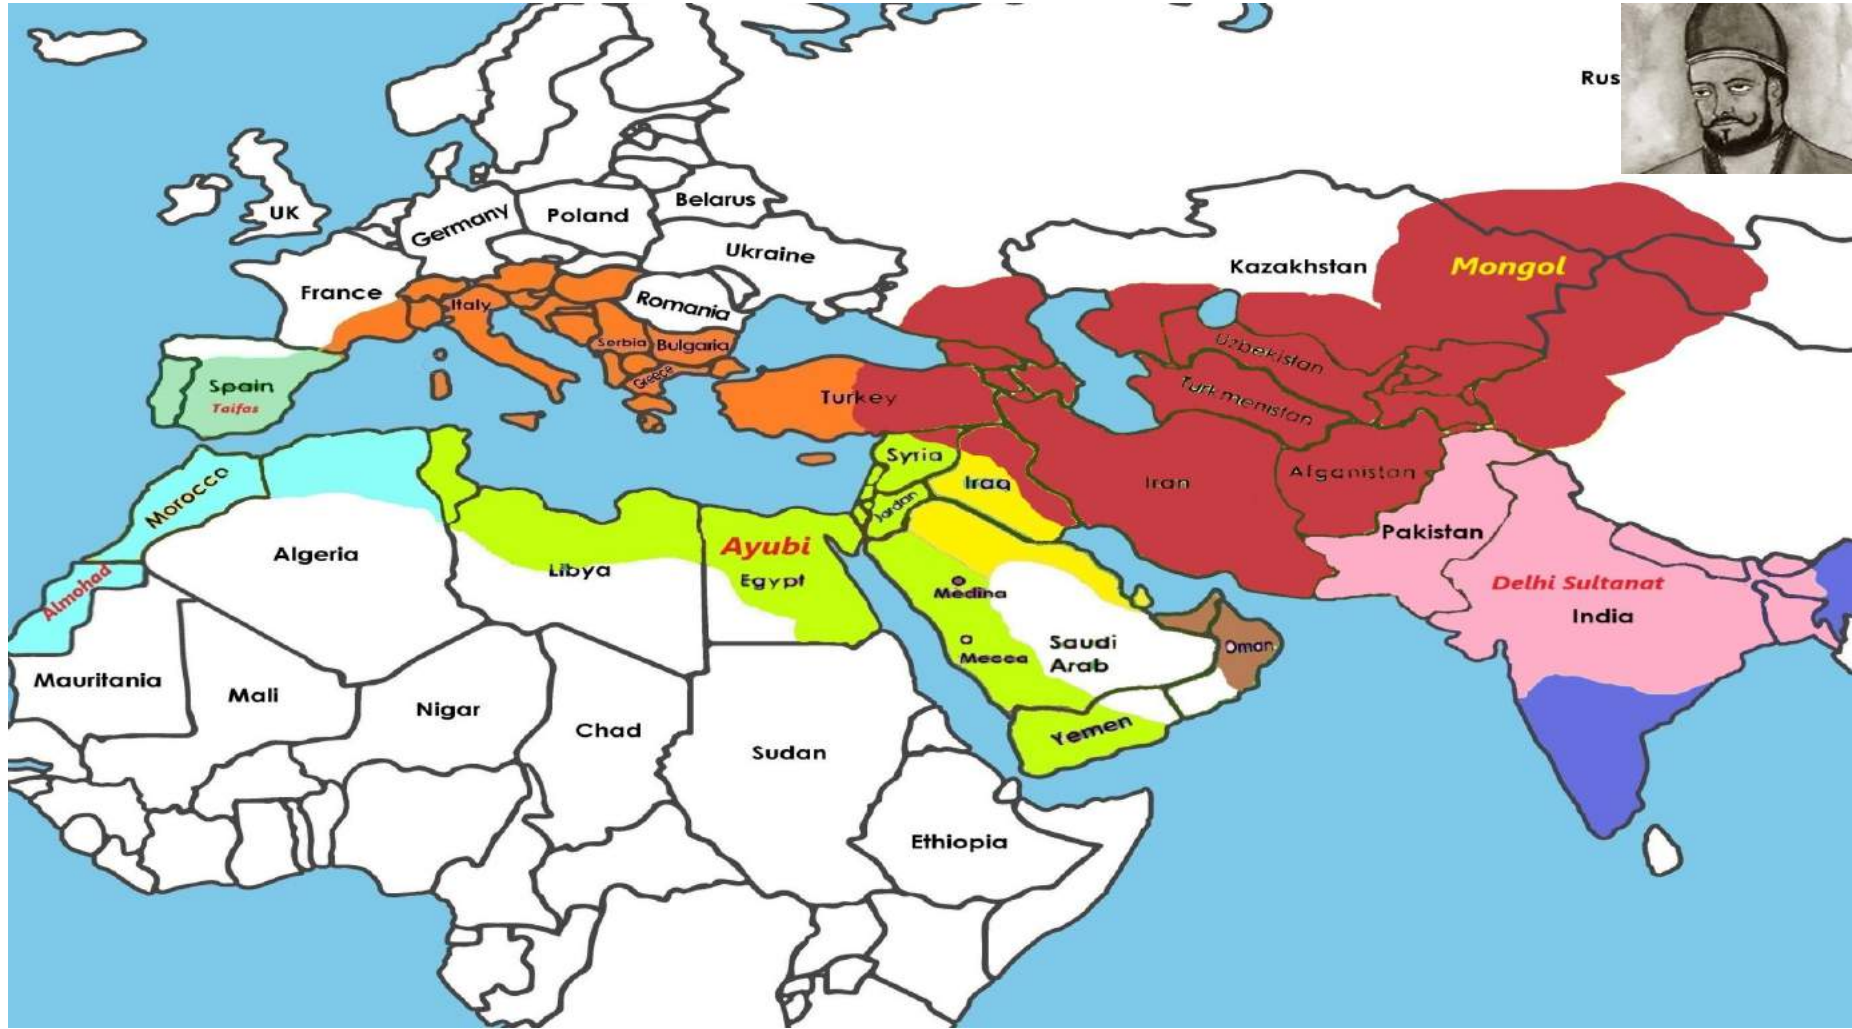 Rus
Belarus
UK
Germany
Poland
Ukraine
Kazakhstan
Mongol
France
Italy
Romania
Serbia
Bulgaria
Uzbekistan
Greece
Spain
Taifas
Turkey
Turkmenistan
Syria
Morocco
Iraq
Iran
Afganistan
Jordan
Pakistan
Algeria
Ayubi
Libya
Egypt
Almohad
Medina
Delhi Sultanat
India
Mecca
Saudi
Arab
Oman
Mauritania
Mali
Nigar
Chad
Sudan
Yemen
Ethiopia